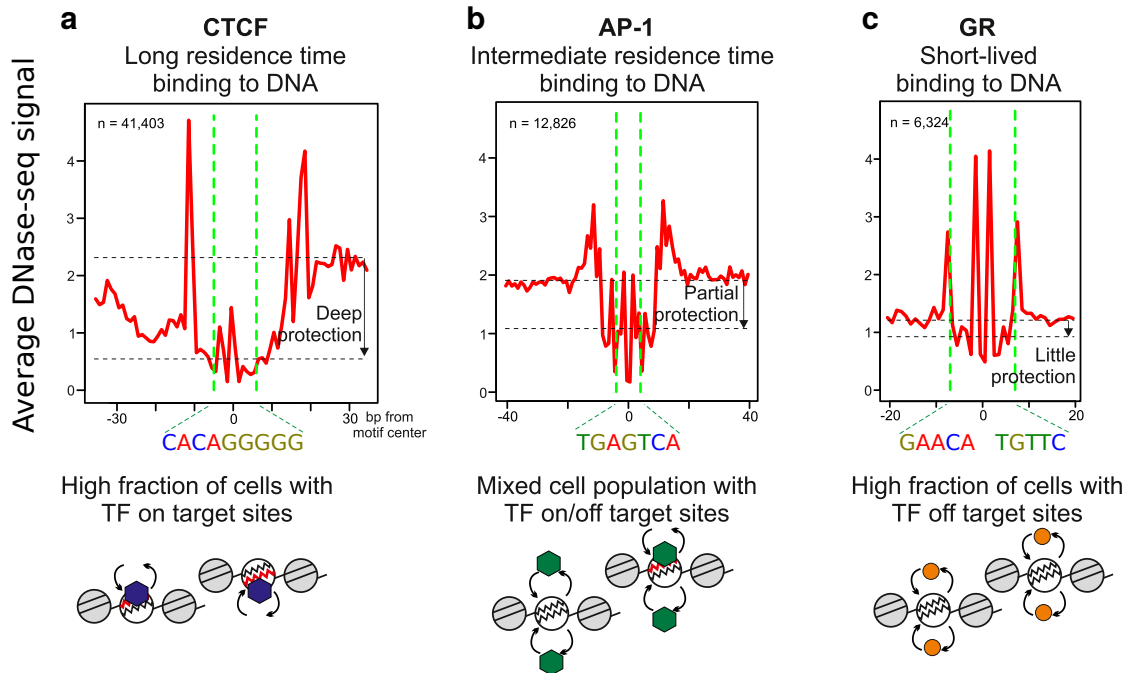 a
CTCF
Long residence time
binding to DNA
n = 41,403
Average DNase-seq signal
4
3
2
1
0
Deep
protection
-30
0
30
bp from
motif center
CACAGGGGG
High fraction of cells with
TF on target sites
b
AP-1
Intermediate residence time
binding to DNA
n = 12,826
4
3
2
1
0
Partial
protection
-40
-20
0
20
40
TGAGTCA
Mixed cell population with
TF on/off target sites
c
GR
Short-lived
binding to DNA
n = 6,324
4
3
2
1
0
Little
protection
-20
0
20
GAACA TGTTC
High fraction of cells with
TF off target sites